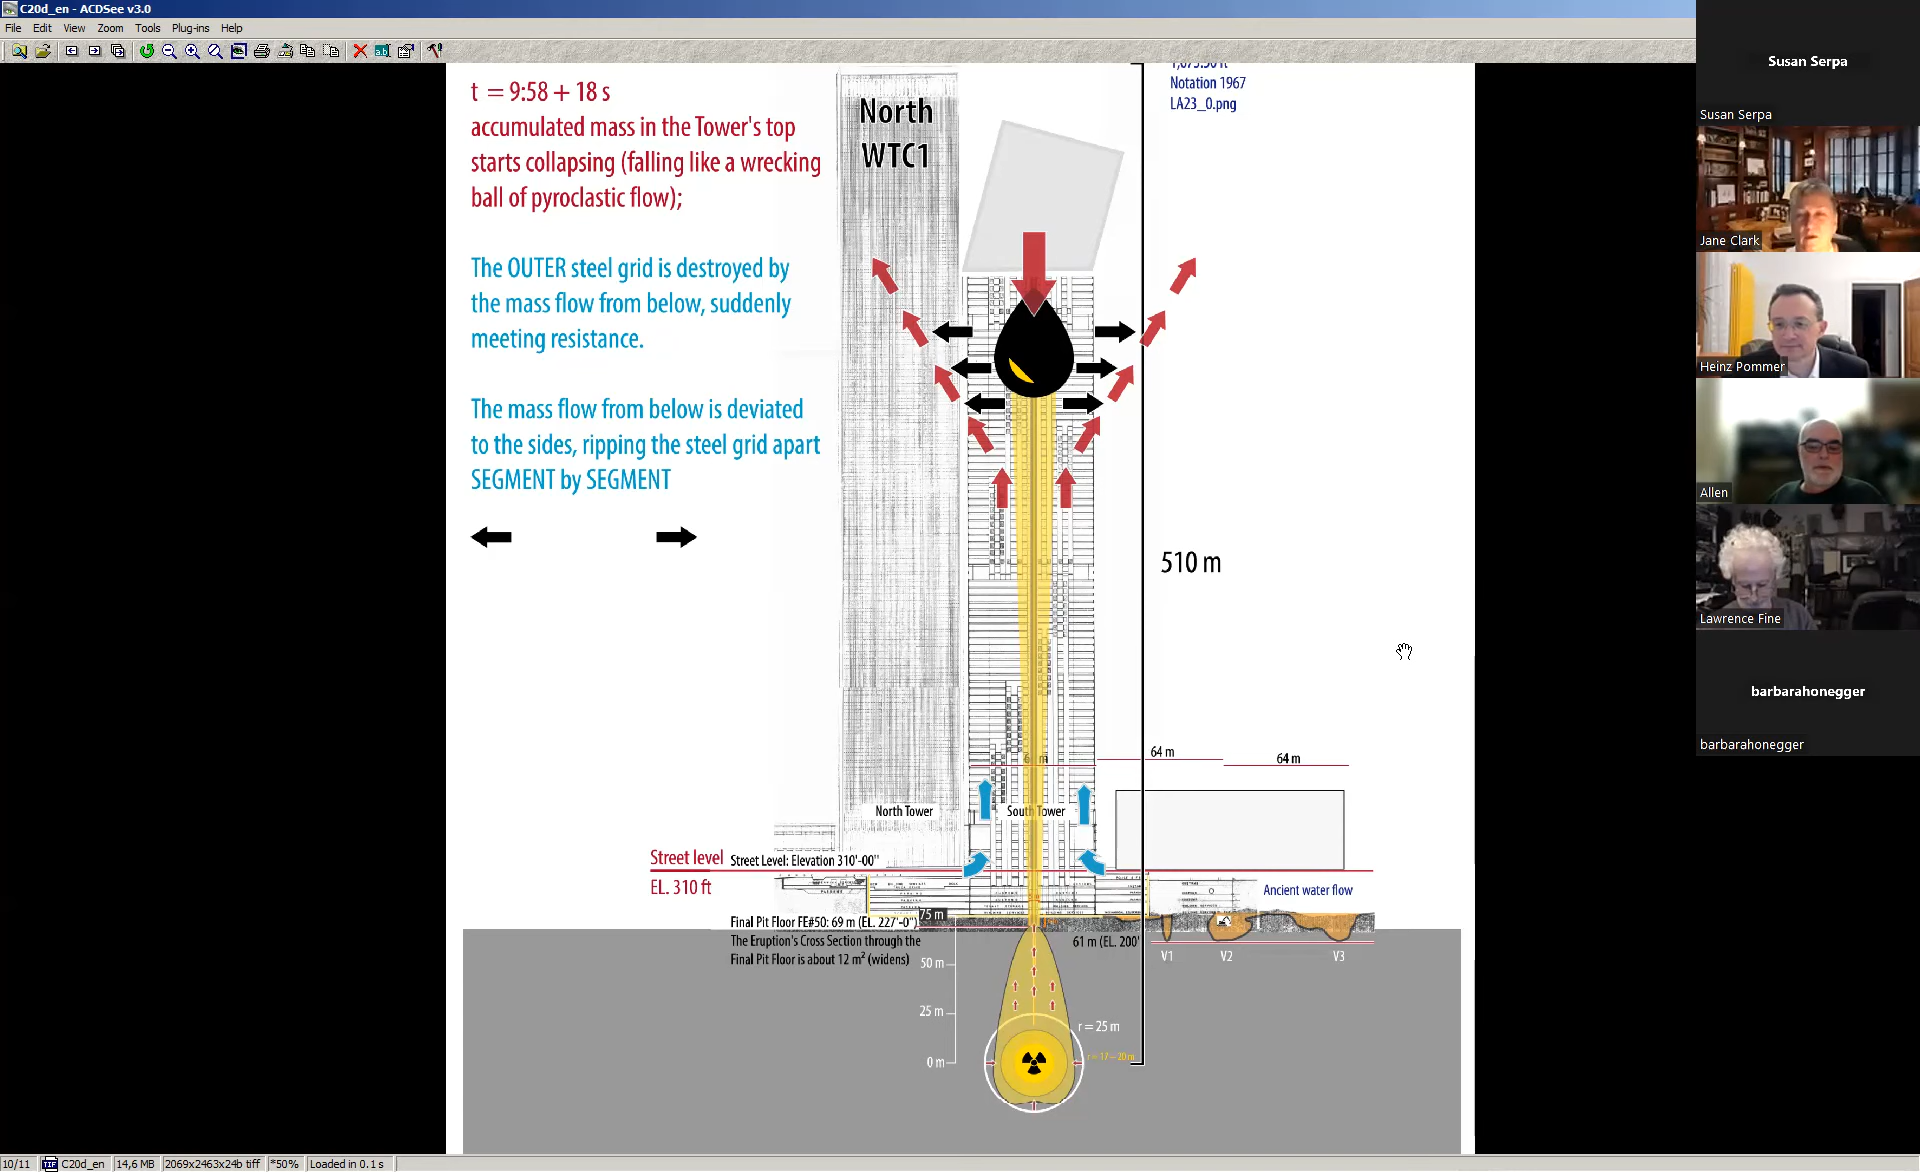 C20d_en - ACDSee v3.0
File Edit View Zoom Tools Plug-ins Help
t = 9:58 + 18 s
accumulated mass in the Tower's top
starts collapsing (falling like a wrecking
ball of pyroclastic flow);
The OUTER steel grid is destroyed by
the mass flow from below, suddenly
meeting resistance.
The mass flow from below is deviated
to the sides, ripping the steel grid apart
SEGMENT by SEGMENT
North
WTC1
Notation 1967
LA23_0.png
510 m
64 m
64 m
North Tower
South Tower
Street level
Street Level: Elevation 310'-00"
EL. 310 ft
Ancient water flow
Final Pit Floor FE#50: 69 m (EL. 227'-0")
75 m
The Eruption's Cross Section through the
Final Pit Floor is about 12 m² (widens)
61 m (EL. 200'
V1
V2
V3
50 m
25 m
0 m
r = 25 m
r = 17 – 20 m
Susan Serpa
Susan Serpa
Jane Clark
Heinz Pommer
Allen
Lawrence Fine
barbarahonegger
barbarahonegger
10/11
TIF
C20d_en
14,6 MB
2069x2463x24b tiff
*50%
Loaded in 0.1 s